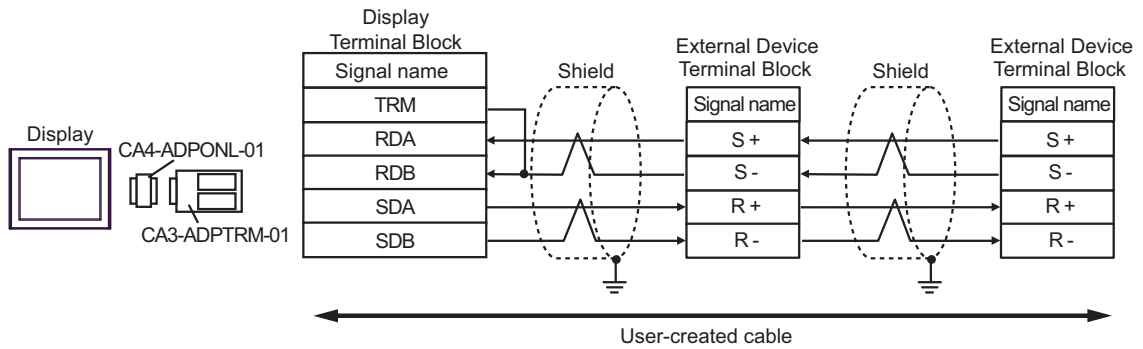 Display
Terminal Block
Signal name
TRM
RDA
RDB
SDA
SDB
Shield
External Device
Terminal Block
Signal name
S +
S -
R +
R -
Shield
External Device
Terminal Block
Signal name
S +
S -
R +
R -
Display
CA4-ADPONL-01
CA3-ADPTRM-01
User-created cable